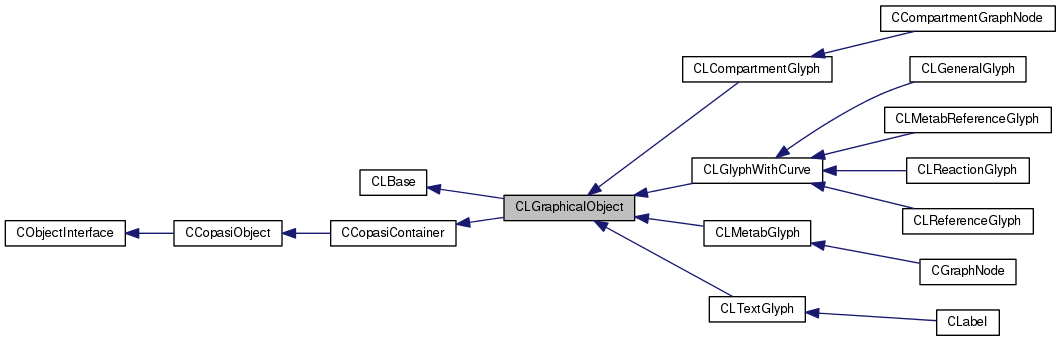 CCompartmentGraphNode
CLCompartmentGlyph
CLGeneralGlyph
CLMetabReferenceGlyph
CLGlyphWithCurve
CLReactionGlyph
CLBase
CLGraphicalObject
CLReferenceGlyph
CObjectInterface
CCopasiObject
CCopasiContainer
CLMetabGlyph
CGraphNode
CLTextGlyph
CLabel